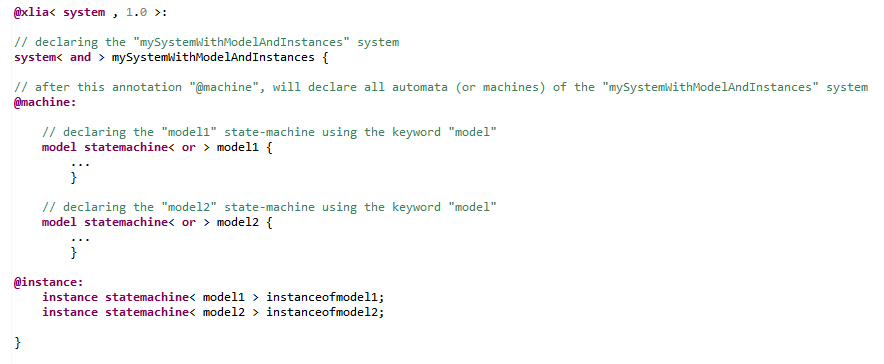 @xlia< system , 1.0 >:
// declaring the "mySystemWithModelAndInstances" system
system< and > mySystemWithModelAndInstances {
// after this annotation "@machine", will declare all automata (or machines) of the "mySystemWithModelAndInstances" system
@machine:
// declaring the "model1" state-machine using the keyword "model"
model statemachine< or > model1 {
...
}
// declaring the "model2" state-machine using the keyword "model"
model statemachine< or > model2 {
...
}
@instance:
instance statemachine< model1 > instanceofmodel1;
instance statemachine< model2 > instanceofmodel2;
}